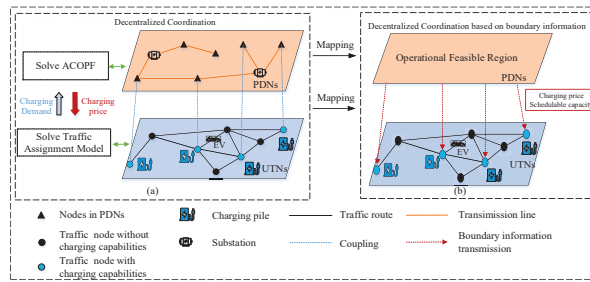 Decentralized Coordination
Decentralized Coordination based on boundary information
Solve ACOPF
Substation
Substation
PDNs
Charging
Demand
Charging
price
Solve Traffic
Assignment Model
EV
UTNs
(a)
Mapping
Mapping
Operational Feasible Region
PDNs
Charging price
Schedulable capacity
EV
UTNs
(b)
Nodes in PDNs
Charging pile
Traffic route
Transimission line
Traffic node without
charging capabilities
Substation
Coupling
Boundary information
transmission
Traffic node with
charging capabilities